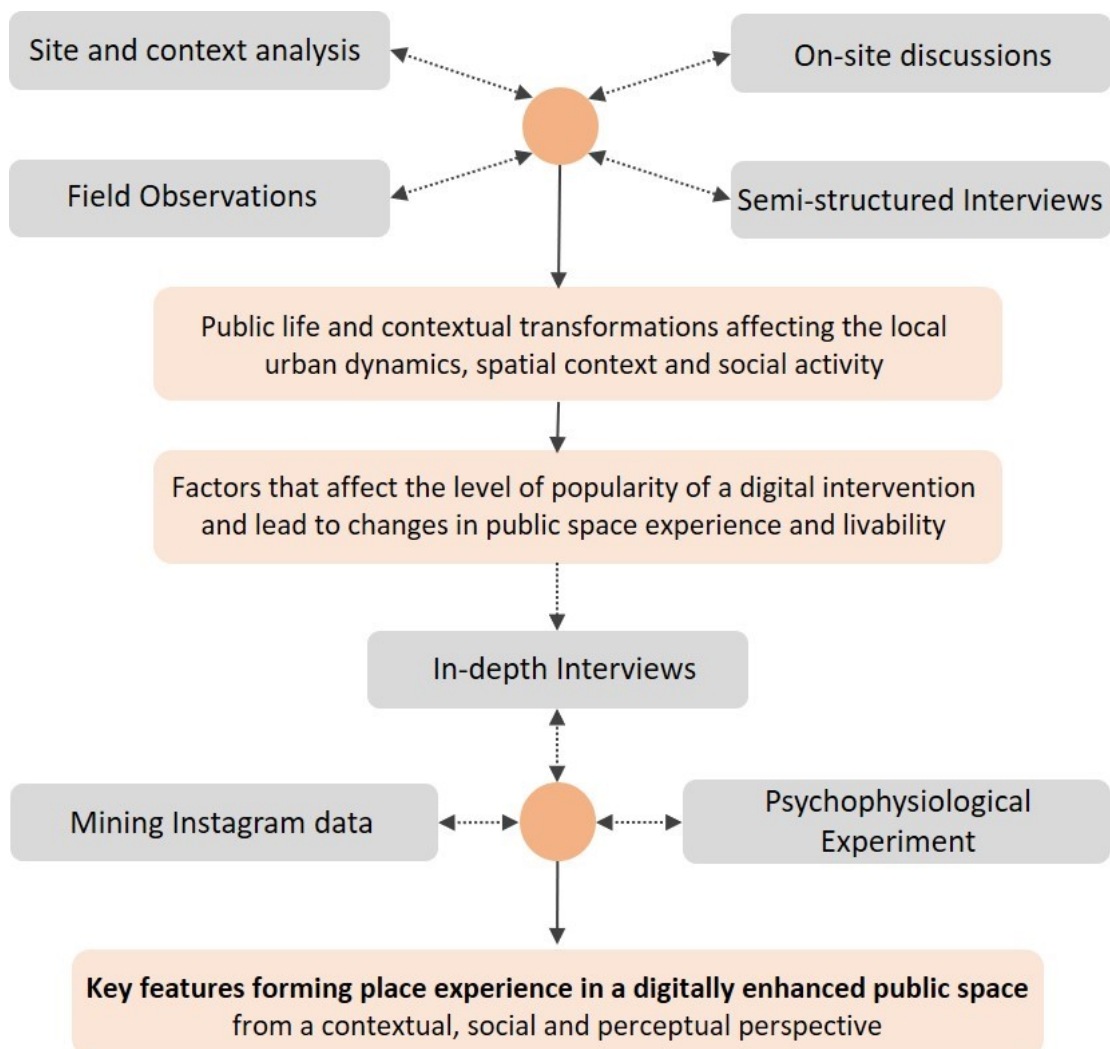 Site and context analysis
On-site discussions
Field Observations
Semi-structured Interviews
Public life and contextual transformations affecting the local
urban dynamics, spatial context and social activity
Factors that affect the level of popularity of a digital intervention
and lead to changes in public space experience and livability
In-depth Interviews
Mining Instagram data
Psychophysiological
Experiment
Key features forming place experience in a digitally enhanced public space
from a contextual, social and perceptual perspective